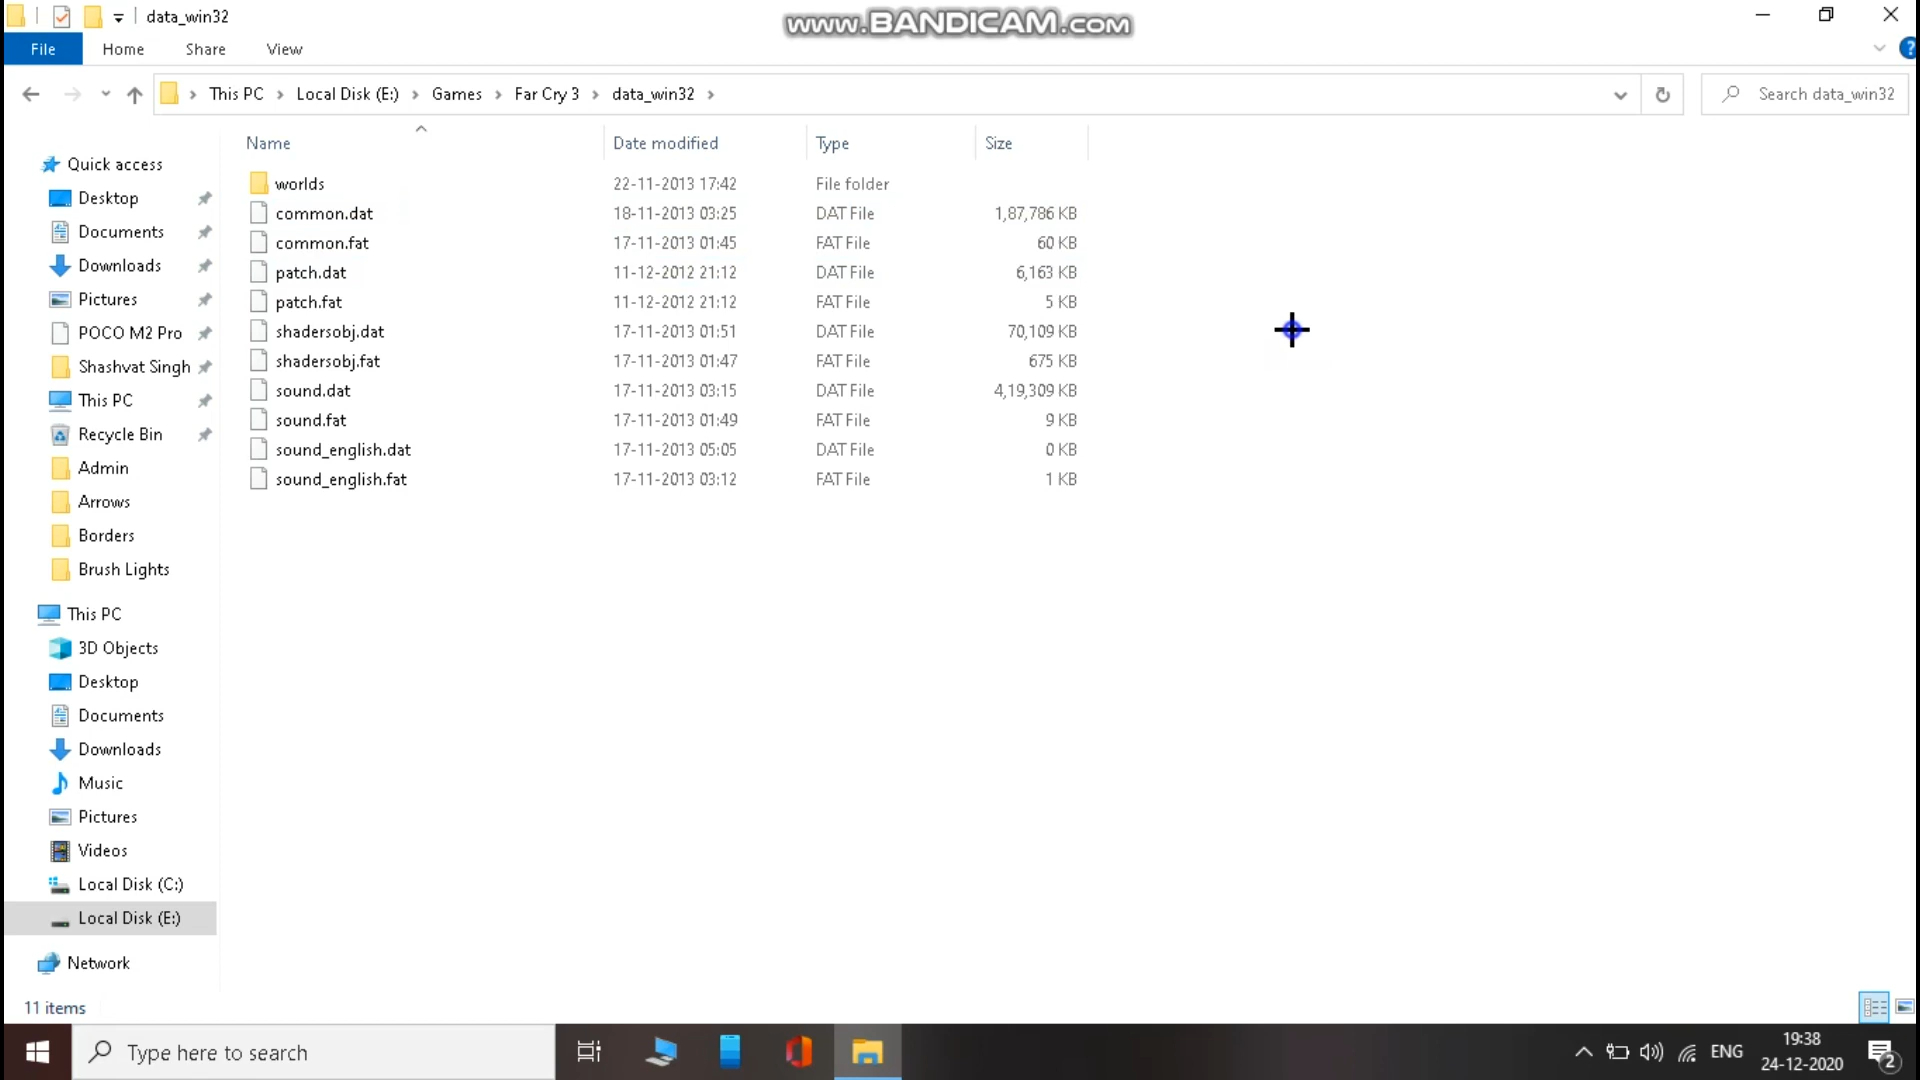 data_win32
www.BANDICAM.com
File Home Share View
?
This PC Local Disk (E:) Games Far Cry 3 data_win32
Search data_win32
Name Date modified Type Size
Quick access
Desktop
Documents
Downloads
Pictures
POCO M2 Pro
Shashvat Singh
This PC
Recycle Bin
Admin
Arrows
Borders
Brush Lights
This PC
3D Objects
Desktop
Documents
Downloads
Music
Pictures
Videos
Local Disk (C:)
Local Disk (E:)
Network
worlds 22-11-2013 17:42 File folder
common.dat 18-11-2013 03:25 DAT File 1,87,786 KB
common.fat 17-11-2013 01:45 FAT File 60 KB
patch.dat 11-12-2012 21:12 DAT File 6,163 KB
patch.fat 11-12-2012 21:12 FAT File 5 KB
shadersobj.dat 17-11-2013 01:51 DAT File 70,109 KB
shadersobj.fat 17-11-2013 01:47 FAT File 675 KB
sound.dat 17-11-2013 03:15 DAT File 4,19,309 KB
sound.fat 17-11-2013 01:49 FAT File 9 KB
sound_english.dat 17-11-2013 05:05 DAT File 0 KB
sound_english.fat 17-11-2013 03:12 FAT File 1 KB
11 items
Type here to search
ENG
19:38
24-12-2020
2